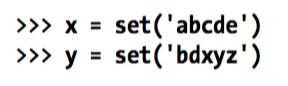 >>> x = set('abcde')
>>> y = set('bdxyz')